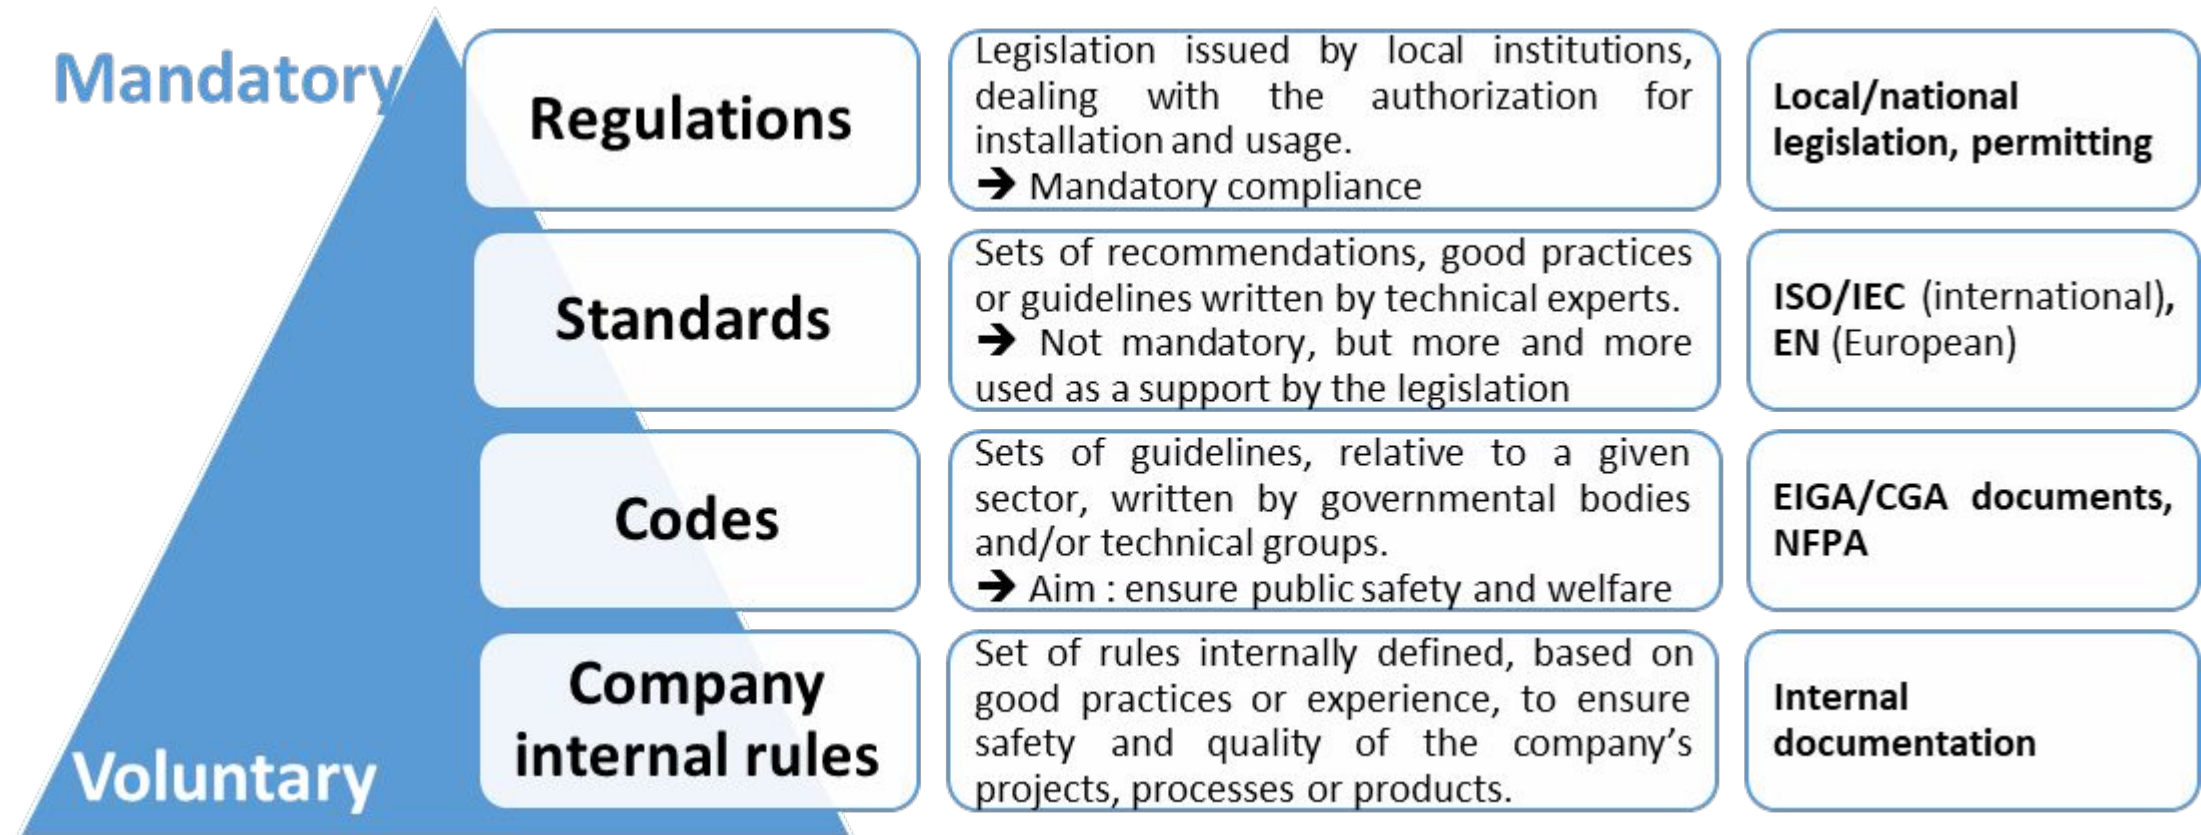 Mandatory
Regulations
Legislation issued by local institutions,
dealing with the authorization for
installation and usage.
➔ Mandatory compliance
Local/national
legislation, permitting
Standards
Sets of recommendations, good practices
or guidelines written by technical experts.
➔ Not mandatory, but more and more
used as a support by the legislation
ISO/IEC (international),
EN (European)
Codes
Sets of guidelines, relative to a given
sector, written by governmental bodies
and/or technical groups.
➔ Aim : ensure public safety and welfare
EIGA/CGA documents,
NFPA
Voluntary
Company
internal rules
Set of rules internally defined, based on
good practices or experience, to ensure
safety and quality of the company's
projects, processes or products.
Internal
documentation